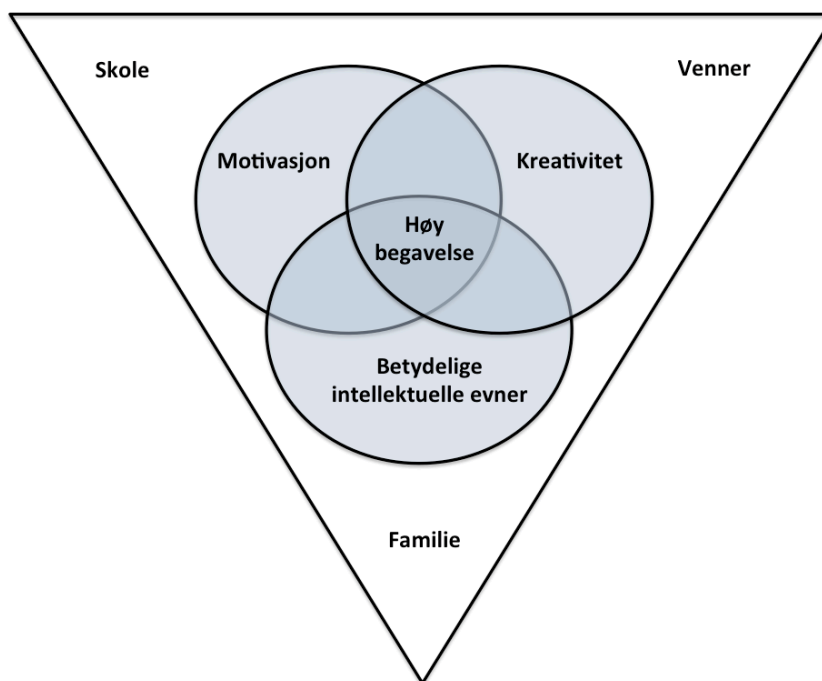 Skole
Venner
Motivasjon
Kreativitet
Høy
begavelse
Betydelige
intellektuelle evner
Familie